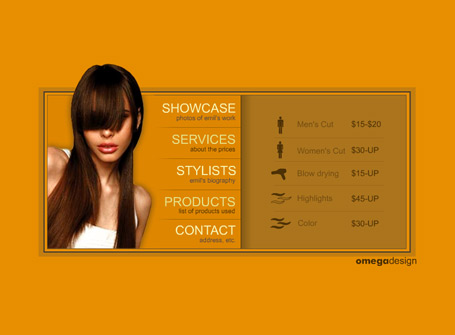 SHOWCASE
photos of emil's work
SERVICES
about the prices
STYLISTS
emil's biography
PRODUCTS
list of products used
CONTACT
address, etc.
Men's Cut $15-$20
Women's Cut $30-UP
Blow drying $15-UP
Highlights $45-UP
Color $30-UP
omegadesign